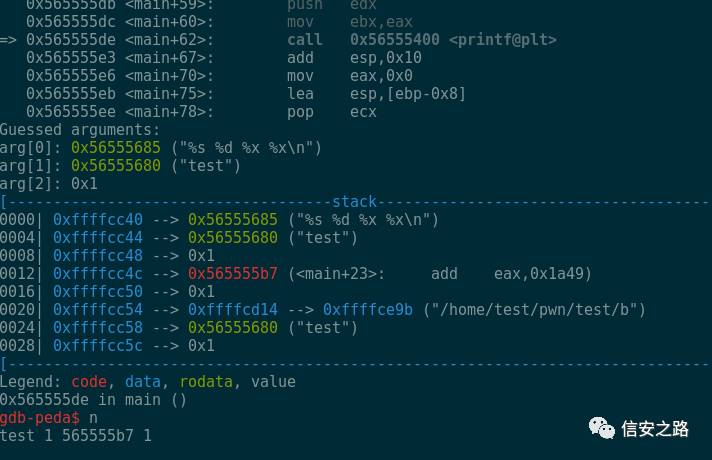 0x565555db <main+59>: push edx
0x565555dc <main+60>: mov ebx,eax
=> 0x565555de <main+62>: call 0x56555400 <printf@plt>
0x565555e3 <main+67>: add esp,0x10
0x565555e6 <main+70>: mov eax,0x0
0x565555eb <main+75>: lea esp,[ebp-0x8]
0x565555ee <main+78>: pop ecx
Guessed arguments:
arg[0]: 0x56555685 ("%s %d %x %x\n")
arg[1]: 0x56555680 ("test")
arg[2]: 0x1
[------------------------------------stack-------------------------------------
0000| 0xffffcc40 --> 0x56555685 ("%s %d %x %x\n")
0004| 0xffffcc44 --> 0x56555680 ("test")
0008| 0xffffcc48 --> 0x1
0012| 0xffffcc4c --> 0x565555b7 (<main+23>: add eax,0x1a49)
0016| 0xffffcc50 --> 0x1
0020| 0xffffcc54 --> 0xffffcd14 --> 0xffffce9b ("/home/test/pwn/test/b")
0024| 0xffffcc58 --> 0x56555680 ("test")
0028| 0xffffcc5c --> 0x1
[------------------------------------------------------------------------------
Legend: code, data, rodata, value
0x565555de in main ()
gdb-peda$ n
test 1 565555b7 1
信安之路